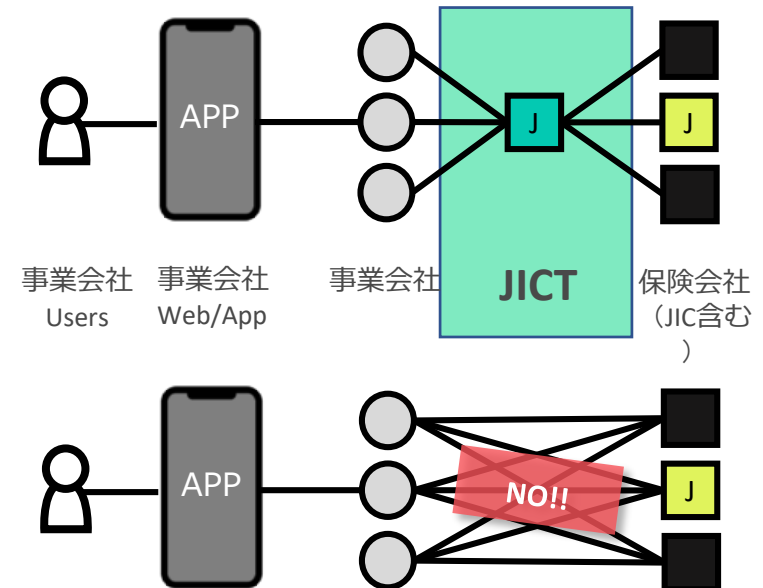 APP
J
J
事業会社
Users
事業会社
Web/App
事業会社
JICT
保険会社
（JIC含む
）
APP
NO!!
J